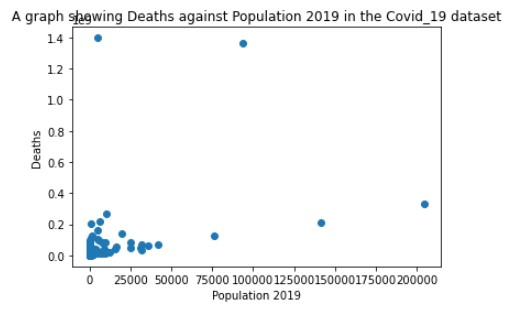 A graph showing Deaths against Population 2019 in the Covid_19 dataset
1e9
1.4
1.2
1.0
0.8
0.6
0.4
0.2
0.0
Deaths
0 25000 50000 75000 100000 125000 150000 175000 200000
Population 2019